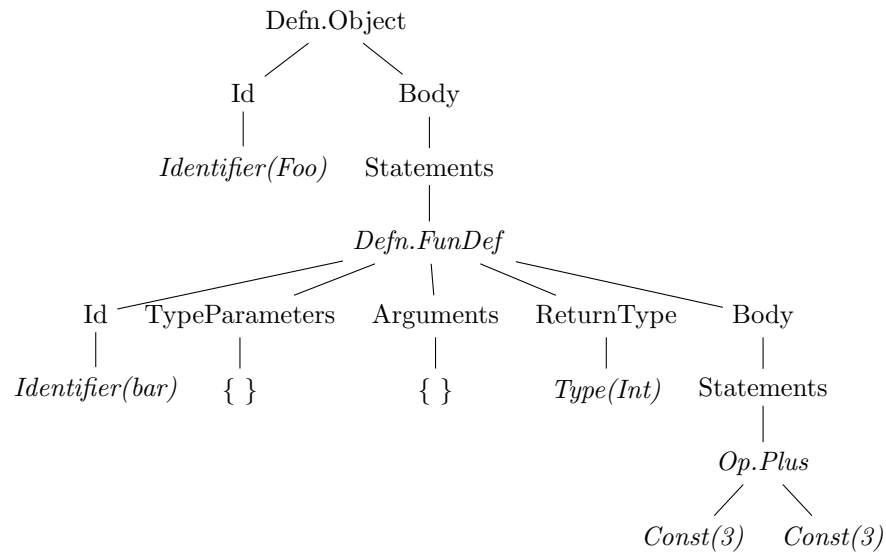 Defn.Object
Id Body
Identifier(Foo) Statements
Defn.FunDef
Id TypeParameters Arguments ReturnType Body
Identifier(bar) { } { } Type(Int) Statements
Op.Plus
Const(3) Const(3)